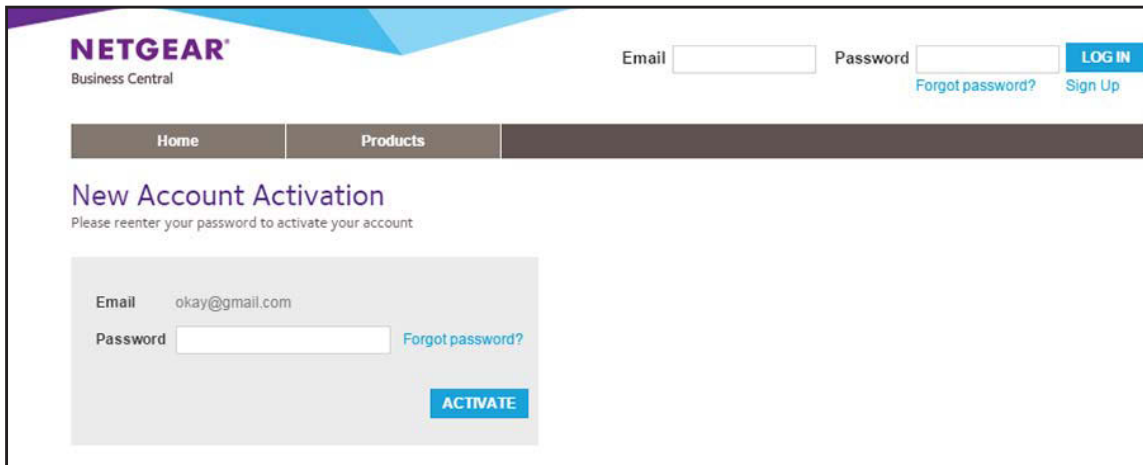 NETGEAR®
Business Central
Email Password LOG IN
Forgot password? Sign Up
Home Products
New Account Activation
Please reenter your password to activate your account
Email okay@gmail.com
Password Forgot password?
ACTIVATE